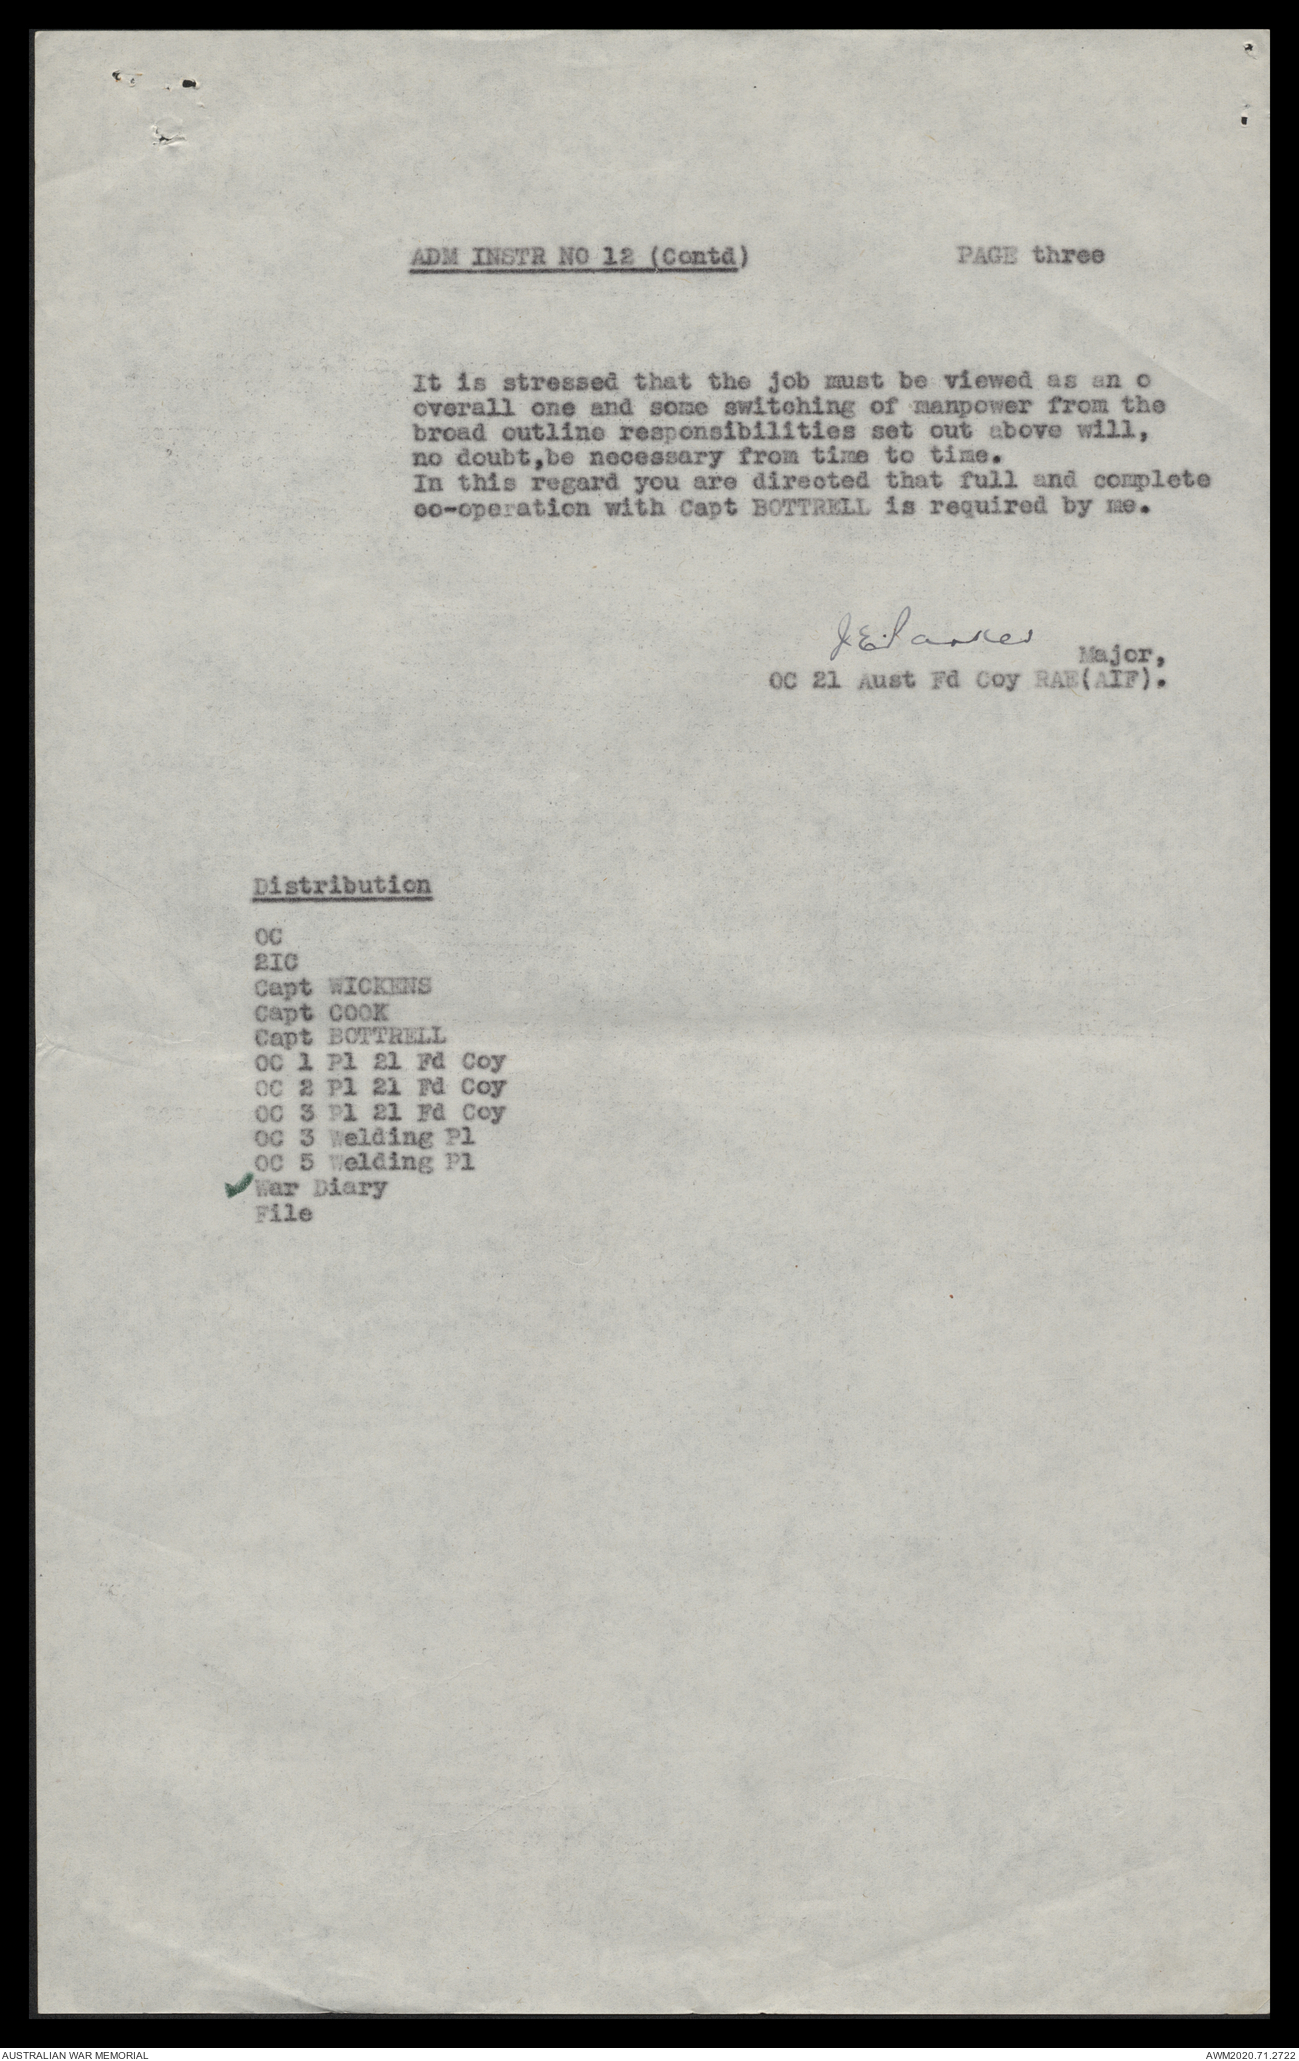 ADM INSTR NO 12 (Contd) PAGE three
It is stressed that the job must be viewed as an o
overall one and some switching of manpower from the
broad outline responsibilities set out above will,
no doubt,be necessary from time to time.
In this regard you are directed that full and complete
co-operation with Capt BOTTRELL is required by me.
J.E.Parker Major,
OC 21 Aust Fd Coy RAE(AIF).
Distribution
OC
2IC
Capt WICKENS
Capt COOK
Capt BOTTRELL
OC 1 Pl 21 Fd Coy
OC 2 Pl 21 Fd Coy
OC 3 Pl 21 Fd Coy
OC 3 Welding Pl
OC 5 Welding Pl
War Diary
File
AUSTRALIAN WAR MEMORIAL AWM2020.71.2722